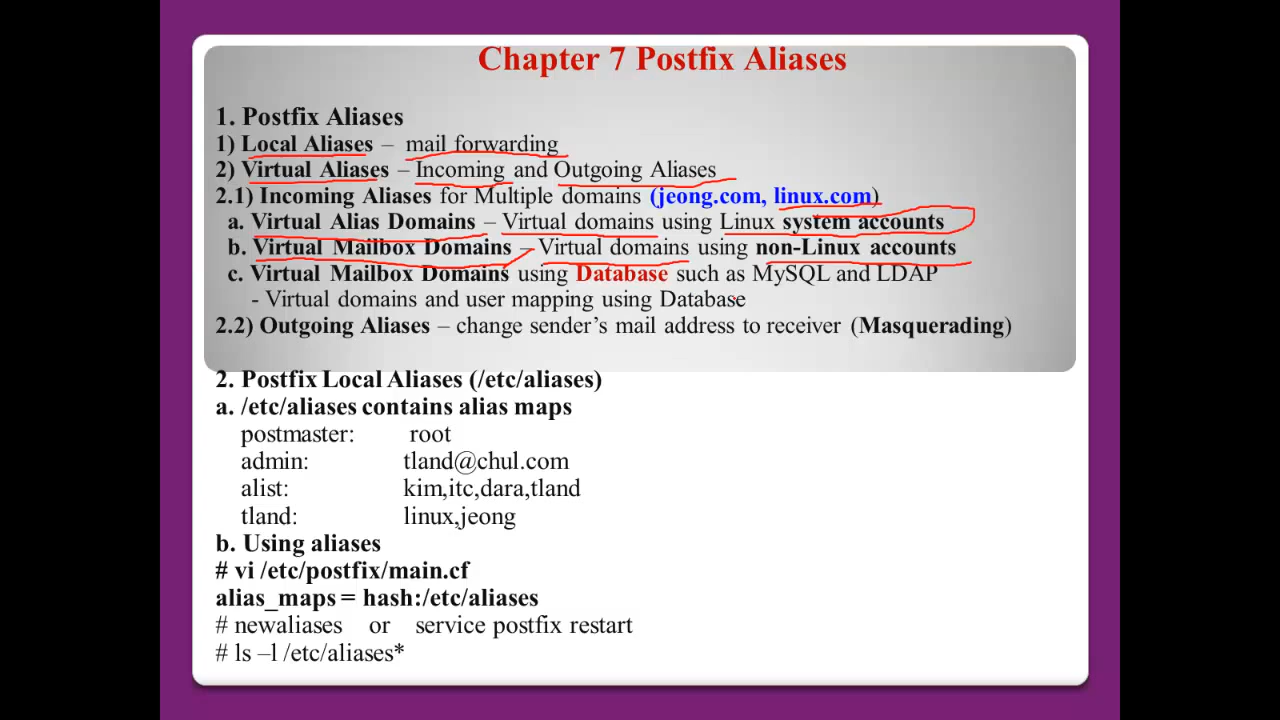 Chapter 7 Postfix Aliases
1. Postfix Aliases
1) Local Aliases – mail forwarding
2) Virtual Aliases – Incoming and Outgoing Aliases
2.1) Incoming Aliases for Multiple domains (jeong.com, linux.com)
a. Virtual Alias Domains – Virtual domains using Linux system accounts
b. Virtual Mailbox Domains – Virtual domains using non-Linux accounts
c. Virtual Mailbox Domains using Database such as MySQL and LDAP
- Virtual domains and user mapping using Database
2.2) Outgoing Aliases – change sender’s mail address to receiver (Masquerading)
2. Postfix Local Aliases (/etc/aliases)
a. /etc/aliases contains alias maps
postmaster: root
admin: tland@chul.com
alist: kim,itc,dara,tland
tland: linux,jeong
b. Using aliases
# vi /etc/postfix/main.cf
alias_maps = hash:/etc/aliases
# newaliases or service postfix restart
# ls –l /etc/aliases*